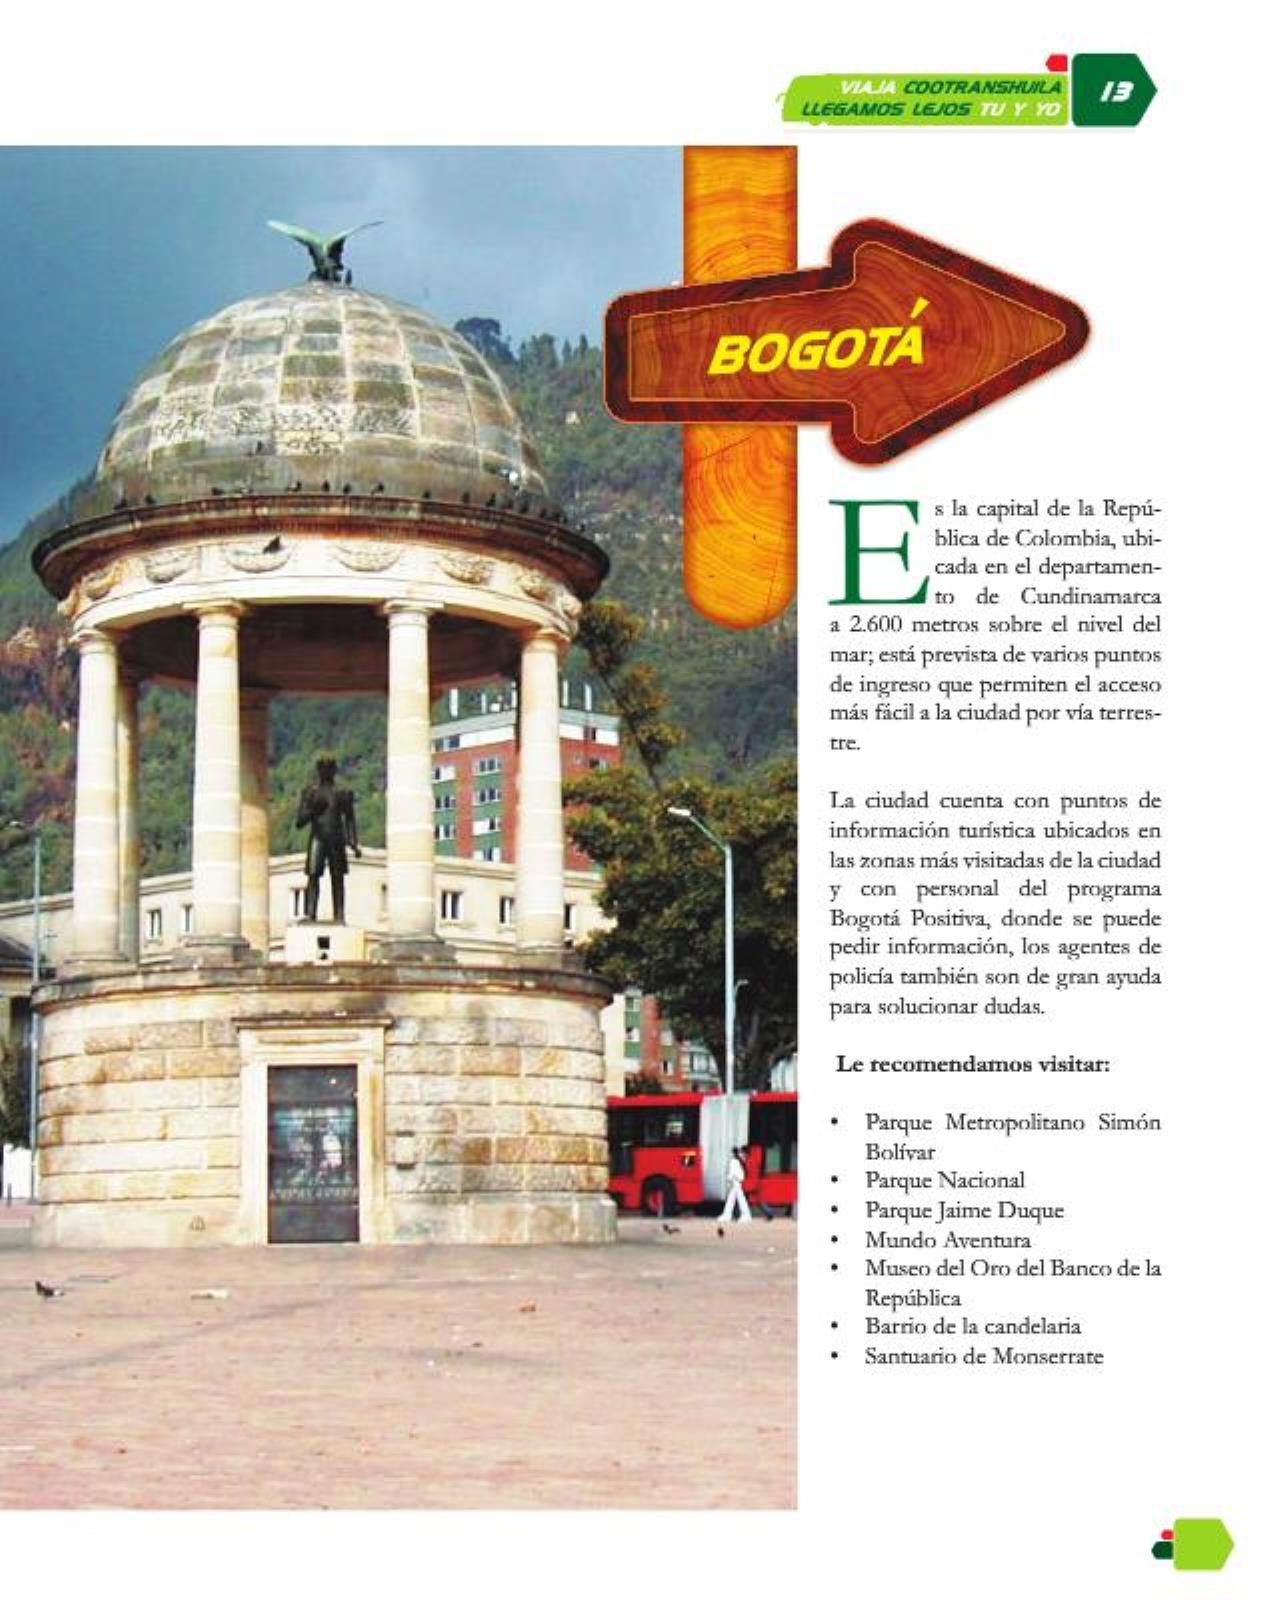 VIAJA COOTRANSHUILA
LLEGAMOS LEJOS TU Y YO
13
BOGOTÁ
Es la capital de la Repú-
blica de Colombia, ubi-
cada en el departamen-
to de Cundinamarca
a 2.600 metros sobre el nivel del
mar; está prevista de varios puntos
de ingreso que permiten el acceso
más fácil a la ciudad por vía terres-
tre.
La ciudad cuenta con puntos de
información turística ubicados en
las zonas más visitadas de la ciudad
y con personal del programa
Bogotá Positiva, donde se puede
pedir información, los agentes de
policía también son de gran ayuda
para solucionar dudas.
Le recomendamos visitar:
• Parque Metropolitano Simón
Bolívar
• Parque Nacional
• Parque Jaime Duque
• Mundo Aventura
• Museo del Oro del Banco de la
República
• Barrio de la candelaria
• Santuario de Monserrate